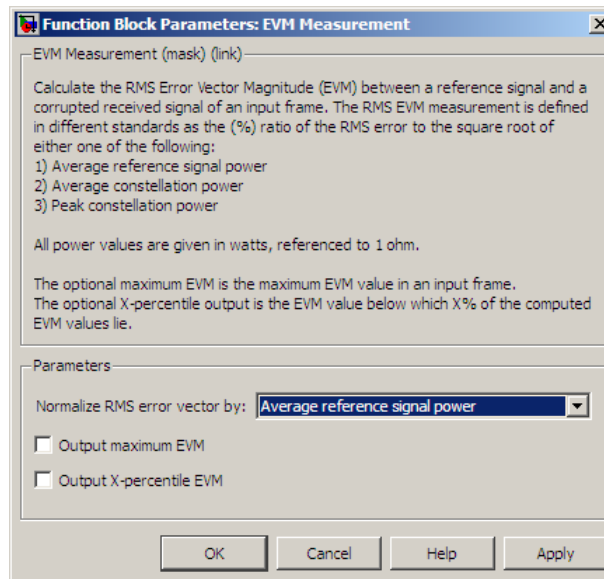 Function Block Parameters: EVM Measurement
EVM Measurement (mask) (link)
Calculate the RMS Error Vector Magnitude (EVM) between a reference signal and a
corrupted received signal of an input frame. The RMS EVM measurement is defined
in different standards as the (%) ratio of the RMS error to the square root of
either one of the following:
1) Average reference signal power
2) Average constellation power
3) Peak constellation power
All power values are given in watts, referenced to 1 ohm.
The optional maximum EVM is the maximum EVM value in an input frame.
The optional X-percentile output is the EVM value below which X% of the computed
EVM values lie.
Parameters
Normalize RMS error vector by: Average reference signal power
Output maximum EVM
Output X-percentile EVM
OK Cancel Help Apply